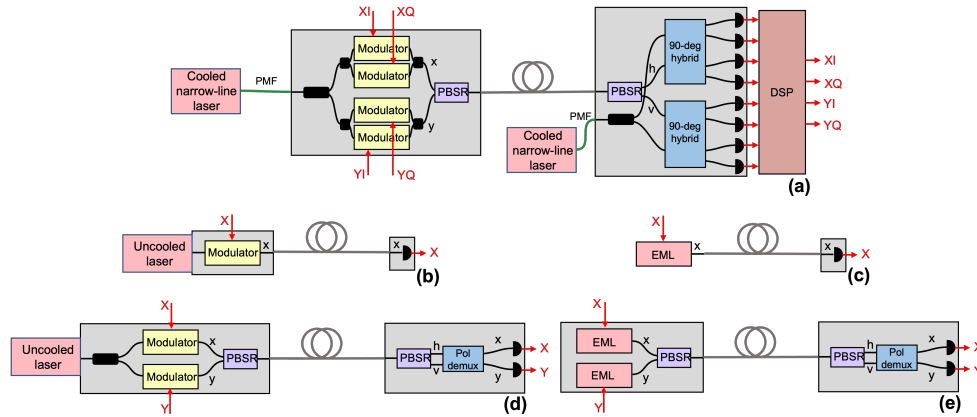 XI XQ
Modulator
Modulator
x
Cooled
narrow-line
laser
PMF
PBSR
Modulator
Modulator
y
YI YQ
90-deg
hybrid
h
PBSR
v
90-deg
hybrid
PMF
Cooled
narrow-line
laser
DSP
XI
XQ
YI
YQ
(a)
X
Uncooled
laser
Modulator
x
x
X
(b)
X
EML
x
x
X
(c)
X
Uncooled
laser
Modulator
x
PBSR
Modulator
y
Y
PBSR
h
v
Pol
demux
x
X
Y
y
(d)
X
EML
x
PBSR
EML
y
Y
PBSR
h
v
Pol
demux
x
X
Y
y
(e)